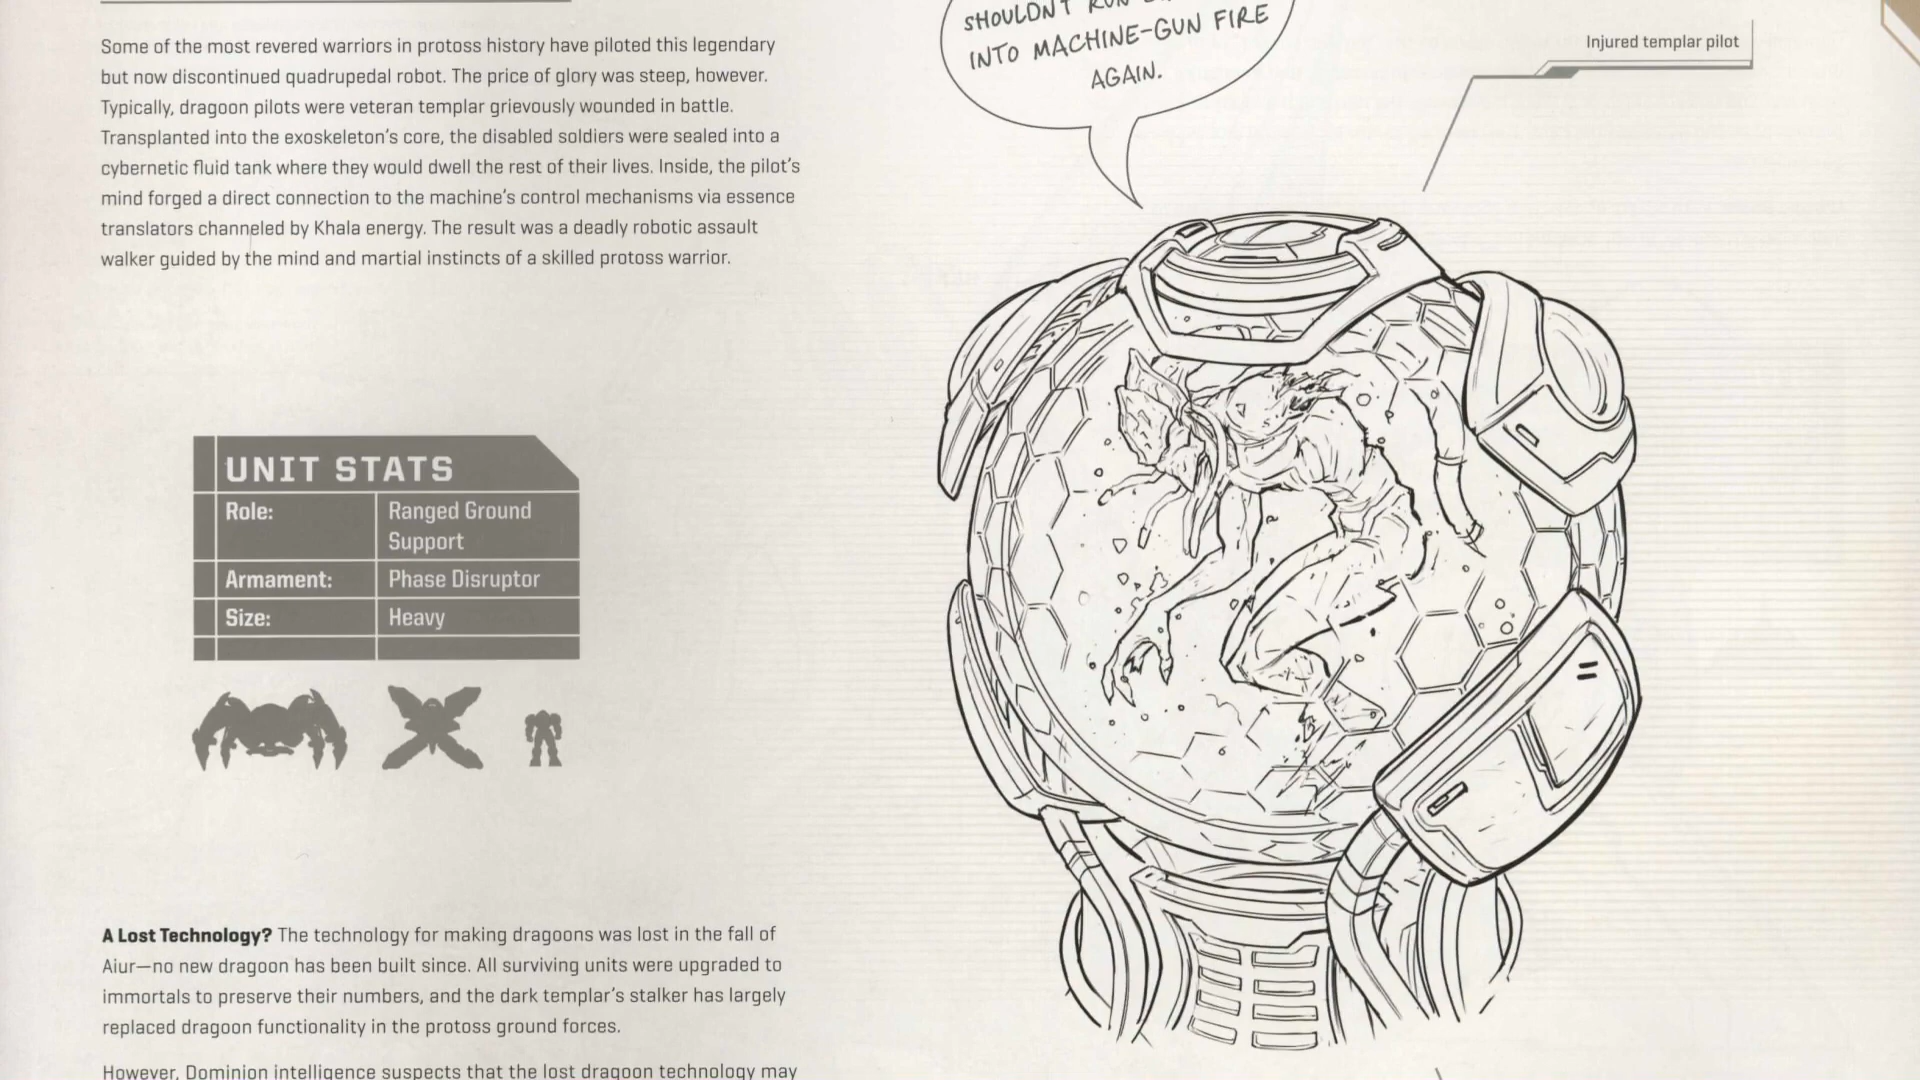 Some of the most revered warriors in protoss history have piloted this legendary
but now discontinued quadrupedal robot. The price of glory was steep, however.
Typically, dragoon pilots were veteran templar grievously wounded in battle.
Transplanted into the exoskeleton's core, the disabled soldiers were sealed into a
cybernetic fluid tank where they would dwell the rest of their lives. Inside, the pilot's
mind forged a direct connection to the machine's control mechanisms via essence
translators channeled by Khala energy. The result was a deadly robotic assault
walker guided by the mind and martial instincts of a skilled protoss warrior.
UNIT STATS
Role: Ranged Ground
Support
Armament: Phase Disruptor
Size: Heavy
A Lost Technology? The technology for making dragoons was lost in the fall of
Aiur—no new dragoon has been built since. All surviving units were upgraded to
immortals to preserve their numbers, and the dark templar's stalker has largely
replaced dragoon functionality in the protoss ground forces.
However, Dominion intelligence suspects that the lost dragoon technology may
SHOULDN'T RUN
INTO MACHINE-GUN FIRE
AGAIN.
Injured templar pilot